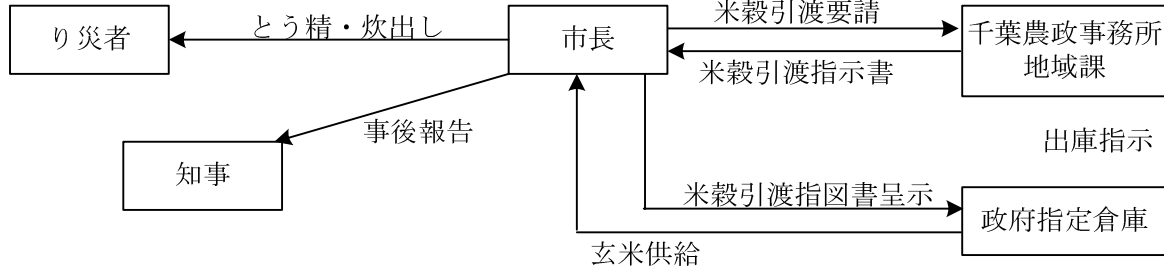 米穀引渡要請
り災者
とう精・炊出し
市長
千葉農政事務所
地域課
米穀引渡指示書
事後報告
出庫指示
知事
米穀引渡指図書呈示
政府指定倉庫
玄米供給